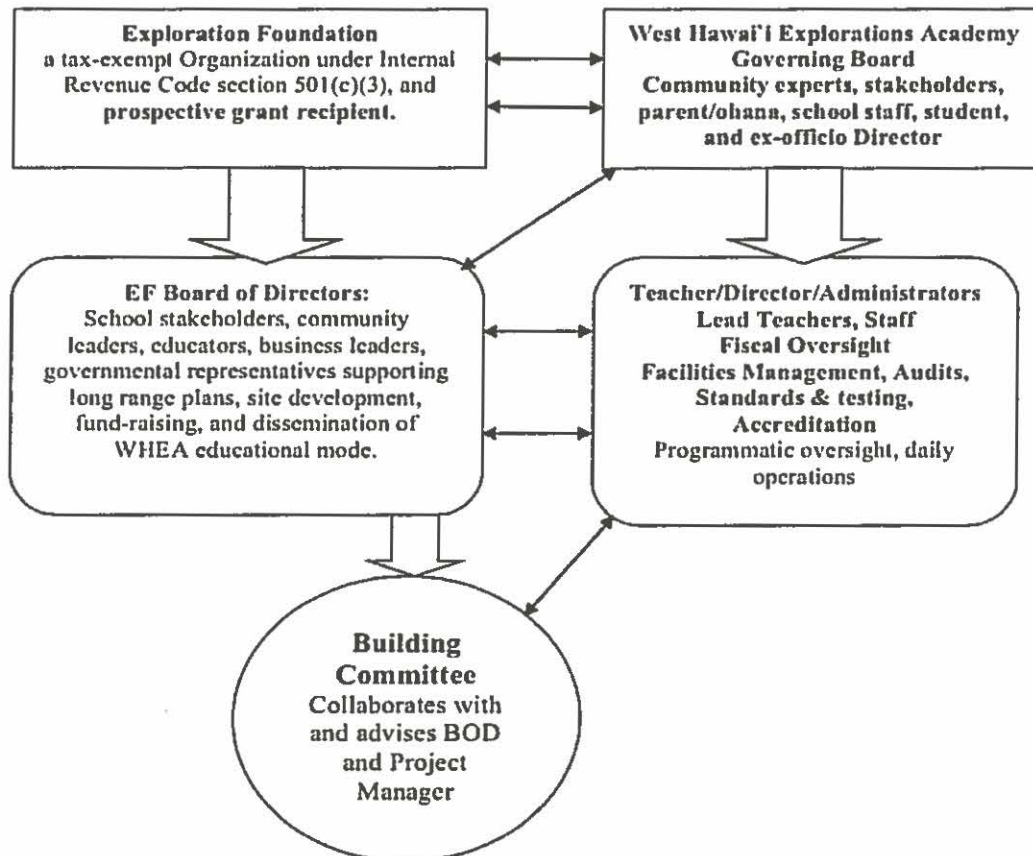 Exploration Foundation
a tax-exempt Organization under Internal
Revenue Code section 501(c)(3), and
prospective grant recipient.
West Hawai'i Explorations Academy
Governing Board
Community experts, stakeholders,
parent/ohana, school staff, student,
and ex-officio Director
EF Board of Directors:
School stakeholders, community
leaders, educators, business leaders,
governmental representatives supporting
long range plans, site development,
fund-raising, and dissemination of
WHEA educational mode.
Teacher/Director/Administrators
Lead Teachers, Staff
Fiscal Oversight
Facilities Management, Audits,
Standards & testing,
Accreditation
Programmatic oversight, daily
operations
Building
Committee
Collaborates with
and advises BOD
and Project
Manager